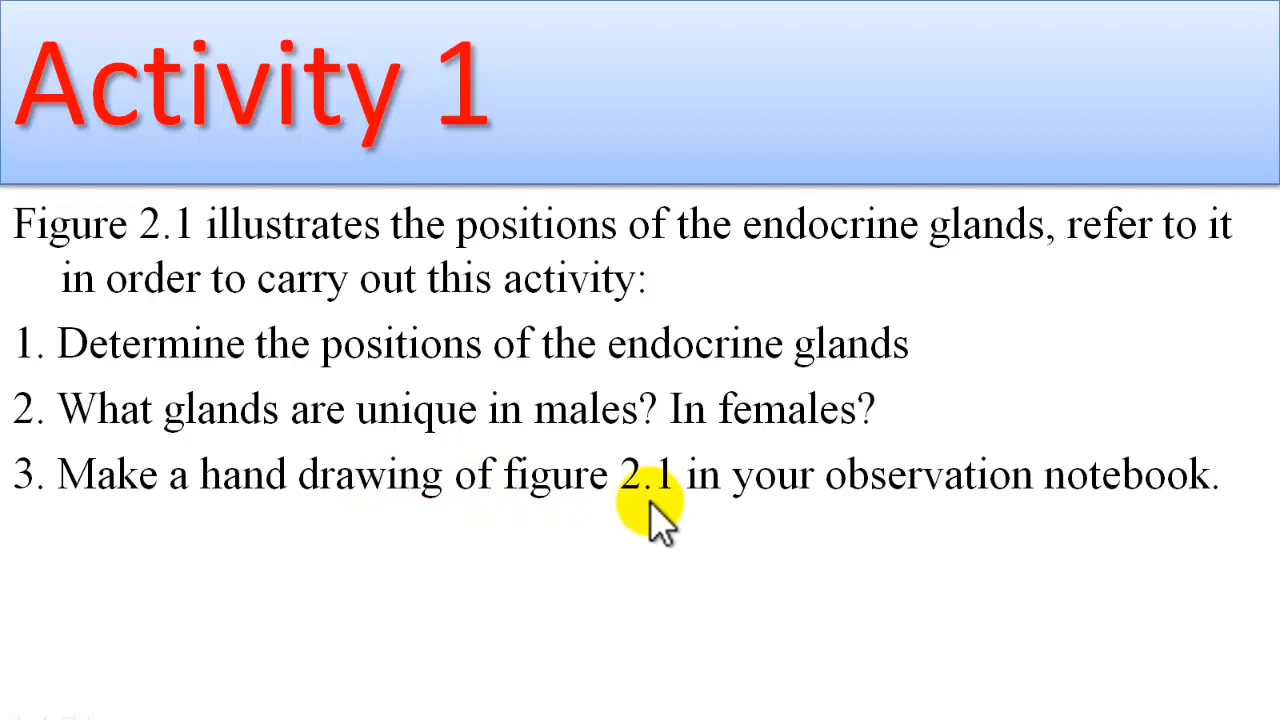 Activity 1
Figure 2.1 illustrates the positions of the endocrine glands, refer to it
in order to carry out this activity:
1. Determine the positions of the endocrine glands
2. What glands are unique in males? In females?
3. Make a hand drawing of figure 2.1 in your observation notebook.